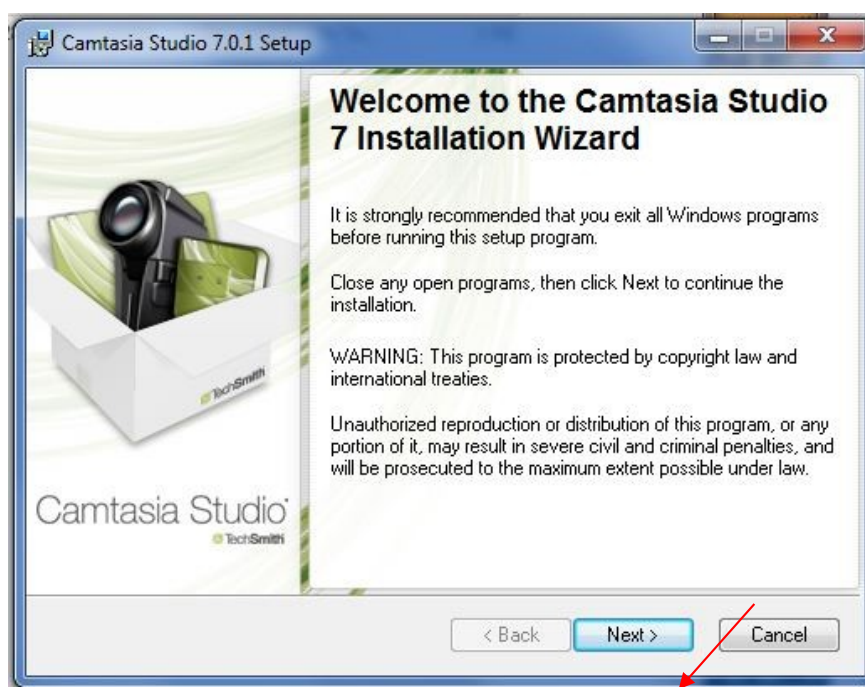 Camtasia Studio 7.0.1 Setup
Welcome to the Camtasia Studio
7 Installation Wizard
It is strongly recommended that you exit all Windows programs
before running this setup program.
Close any open programs, then click Next to continue the
installation.
WARNING: This program is protected by copyright law and
international treaties.
Unauthorized reproduction or distribution of this program, or any
portion of it, may result in severe civil and criminal penalties, and
will be prosecuted to the maximum extent possible under law.
TechSmith
Camtasia Studio
TechSmith
< Back
Next >
Cancel